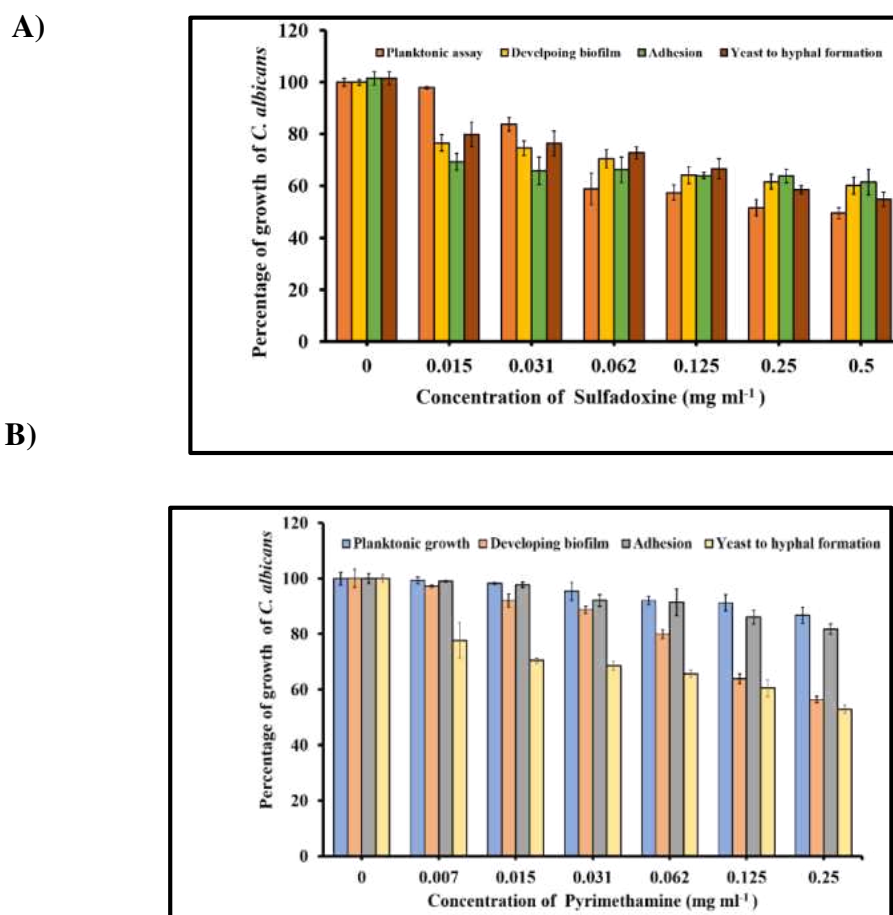 A)
120
Planktonic assay Develpoing biofilm Adhesion Yeast to hyphal formation
100
80
60
40
20
0
Percentage of growth of C. albicans
0 0.015 0.031 0.062 0.125 0.25 0.5
Concentration of Sulfadoxine (mg ml-1 )
B)
120
Planktonic growth Developing biofilm Adhesion Yeast to hyphal formation
100
80
60
40
20
0
Percentage of growth of C. albicans
0 0.007 0.015 0.031 0.062 0.125 0.25
Concentration of Pyrimethamine (mg ml-1 )